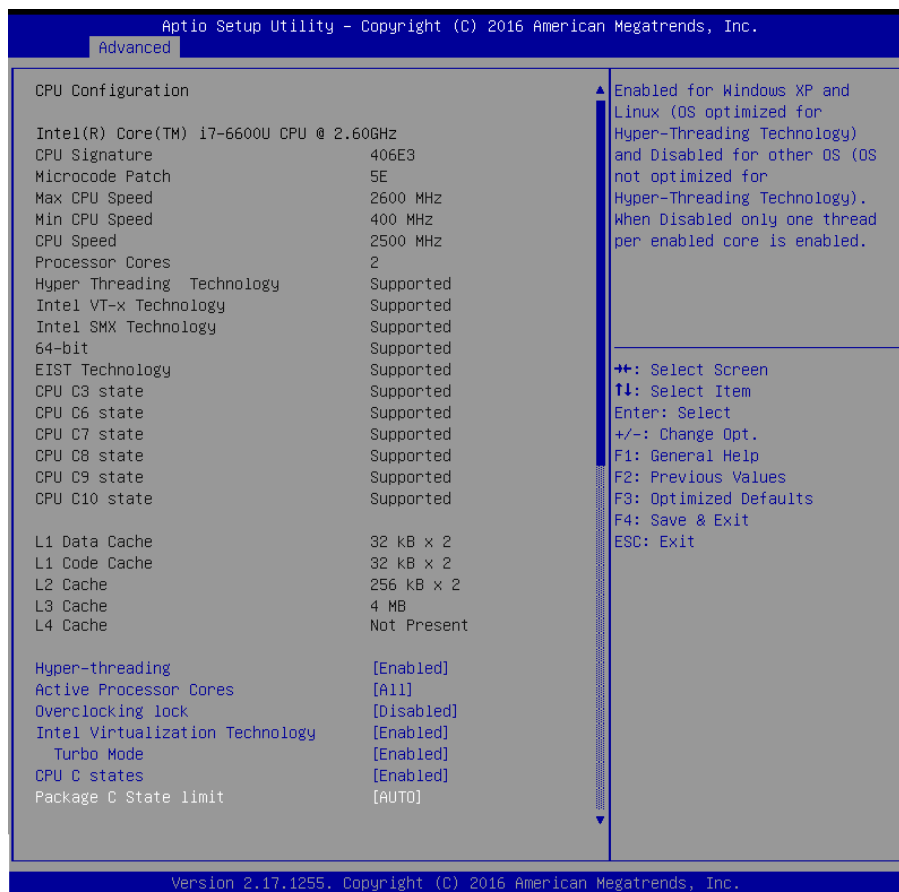 Aptio Setup Utility – Copyright (C) 2016 American Megatrends, Inc.
Advanced
CPU Configuration
Intel(R) Core(TM) i7-6600U CPU @ 2.60GHz
CPU Signature 406E3
Microcode Patch 5E
Max CPU Speed 2600 MHz
Min CPU Speed 400 MHz
CPU Speed 2500 MHz
Processor Cores 2
Hyper Threading Technology Supported
Intel VT-x Technology Supported
Intel SMX Technology Supported
64-bit Supported
EIST Technology Supported
CPU C3 state Supported
CPU C6 state Supported
CPU C7 state Supported
CPU C8 state Supported
CPU C9 state Supported
CPU C10 state Supported
L1 Data Cache 32 kB x 2
L1 Code Cache 32 kB x 2
L2 Cache 256 kB x 2
L3 Cache 4 MB
L4 Cache Not Present
Hyper-threading [Enabled]
Active Processor Cores [All]
Overclocking lock [Disabled]
Intel Virtualization Technology [Enabled]
Turbo Mode [Enabled]
CPU C states [Enabled]
Package C State limit [AUTO]
Enabled for Windows XP and
Linux (OS optimized for
Hyper-Threading Technology)
and Disabled for other OS (OS
not optimized for
Hyper-Threading Technology).
When Disabled only one thread
per enabled core is enabled.
→←: Select Screen
↑↓: Select Item
Enter: Select
+/-: Change Opt.
F1: General Help
F2: Previous Values
F3: Optimized Defaults
F4: Save & Exit
ESC: Exit
Version 2.17.1255. Copyright (C) 2016 American Megatrends, Inc.